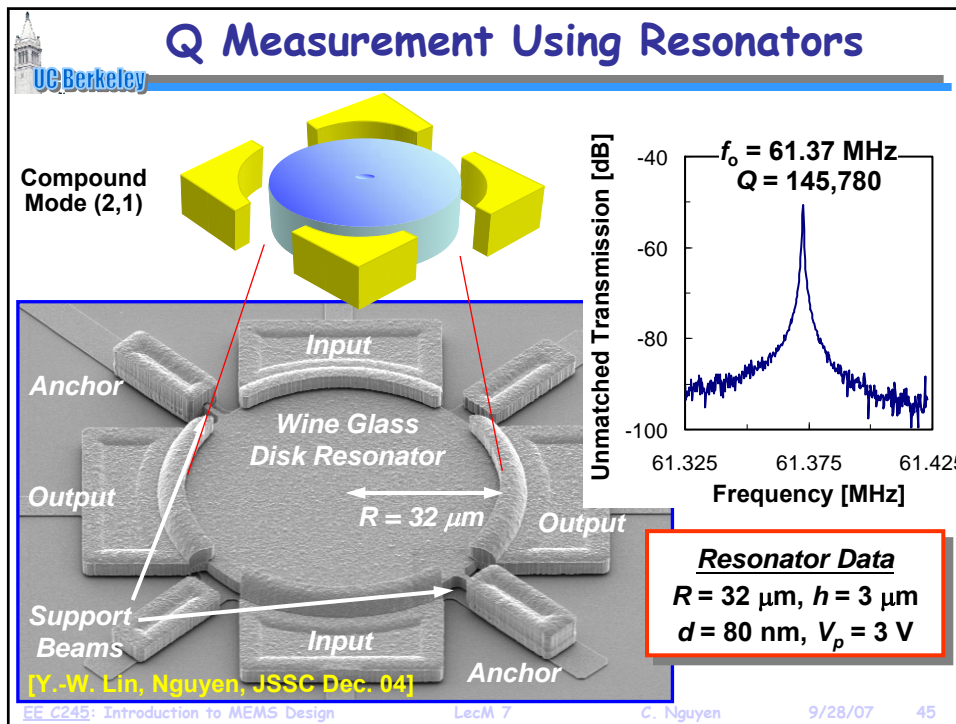 Q Measurement Using Resonators
UC Berkeley
Compound
Mode (2,1)
Unmatched Transmission [dB]
-40
-60
-80
-100
fo = 61.37 MHz
Q = 145,780
61.325 61.375 61.425
Frequency [MHz]
Input
Anchor
Wine Glass
Disk Resonator
Output
R = 32 μm
Output
Support
Beams
Input
Anchor
[Y.-W. Lin, Nguyen, JSSC Dec. 04]
Resonator Data
R = 32 μm, h = 3 μm
d = 80 nm, Vp = 3 V
EE C245: Introduction to MEMS Design LecM 7 C. Nguyen 9/28/07 45